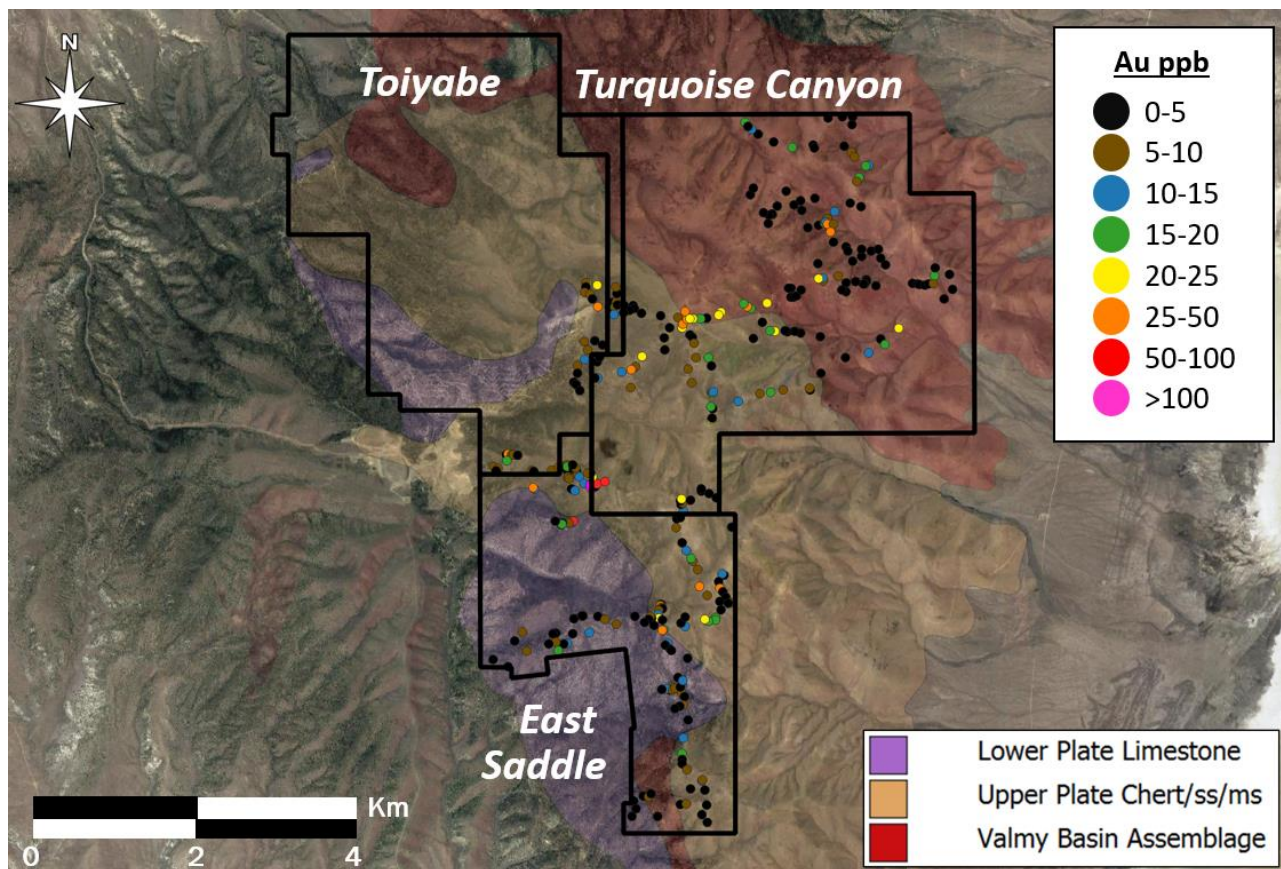 N
Toiyabe
Turquoise Canyon
Au ppb
0-5
5-10
10-15
15-20
20-25
25-50
50-100
>100
East
Saddle
Lower Plate Limestone
Upper Plate Chert/ss/ms
Valmy Basin Assemblage
Km
0 2 4